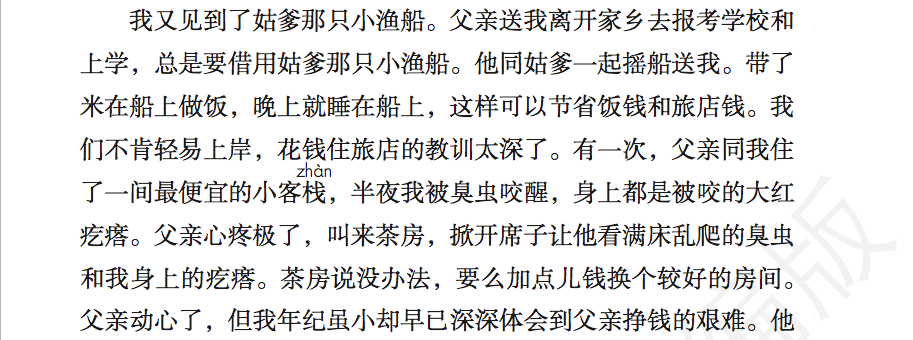 我又见到了姑爹那只小渔船。父亲送我离开家乡去报考学校和
上学，总是要借用姑爹那只小渔船。他同姑爹一起摇船送我。带了
米在船上做饭，晚上就睡在船上，这样可以节省饭钱和旅店钱。我
们不肯轻易上岸，花钱住旅店的教训太深了。有一次，父亲同我住
zhàn
了一间最便宜的小客栈，半夜我被臭虫咬醒，身上都是被咬的大红
疙瘩。父亲心疼极了，叫来茶房，掀开席子让他看满床乱爬的臭虫
和我身上的疙瘩。茶房说没办法，要么加点儿钱换个较好的房间。
父亲动心了，但我年纪虽小却早已深深体会到父亲挣钱的艰难。他
版